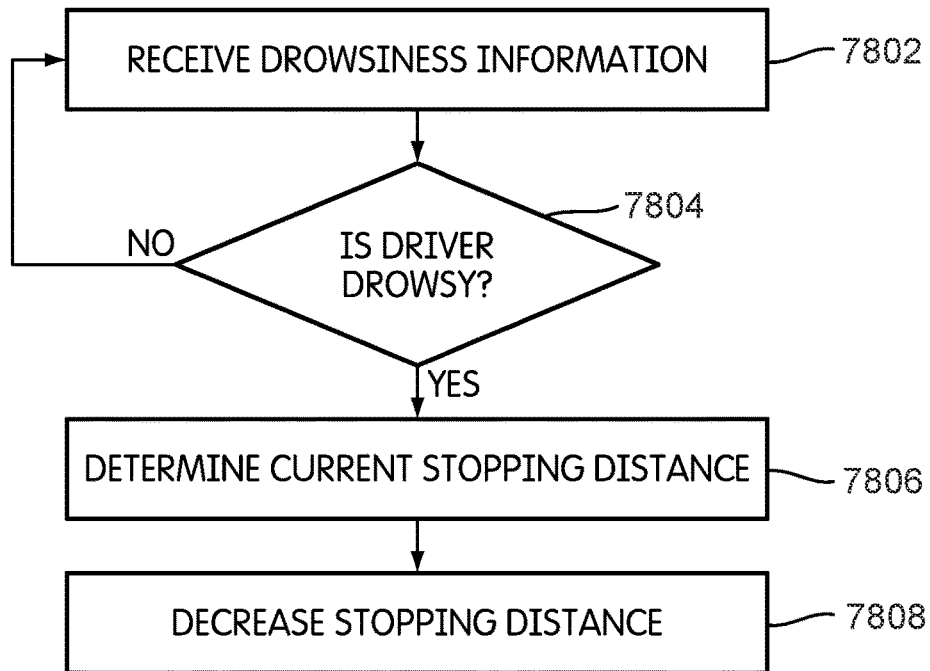 RECEIVE DROWSINESS INFORMATION
7802
7804
IS DRIVER
DROWSY?
NO
YES
DETERMINE CURRENT STOPPING DISTANCE
7806
DECREASE STOPPING DISTANCE
7808